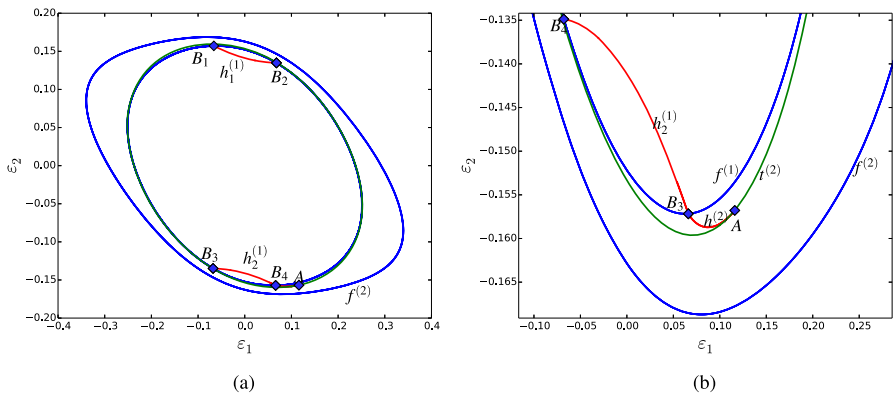 0.20
0.15
0.10
0.05
0.00
−0.05
−0.10
−0.15
−0.20
−0.4 −0.3 −0.2 −0.1 0.0 0.1 0.2 0.3 0.4
ε₂
ε₁
B₁
h₁⁽¹⁾
B₂
B₃
h₂⁽¹⁾
B₄ A
f⁽²⁾
(a)
−0.135
−0.140
−0.145
−0.150
−0.155
−0.160
−0.165
−0.10 −0.05 0.00 0.05 0.10 0.15 0.20 0.25
ε₂
ε₁
B₄
h₂⁽¹⁾
f⁽¹⁾
t⁽²⁾
f⁽²⁾
B₃
h⁽²⁾
A
(b)